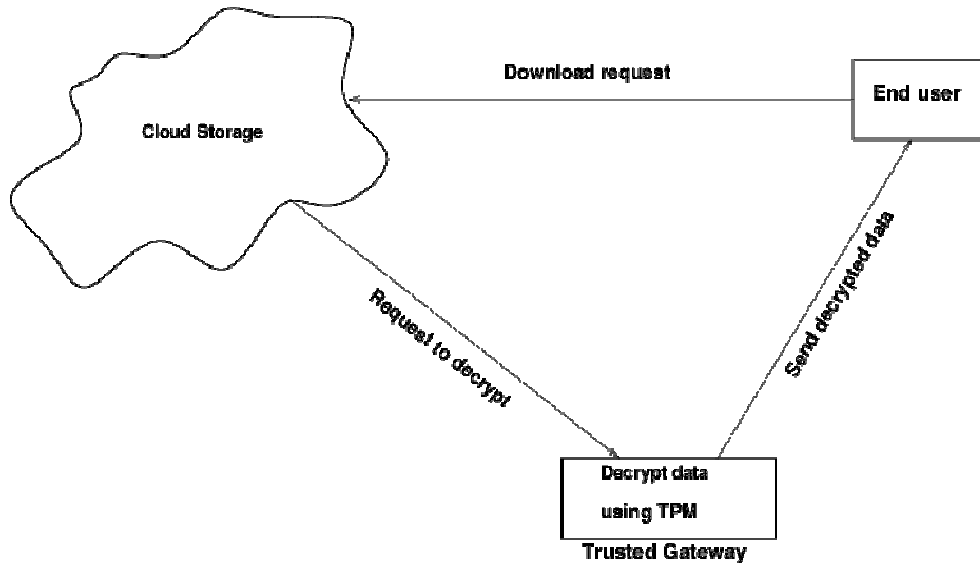 Download request
End user
Cloud Storage
Request to decrypt
Send decrypted data
Decrypt data
using TPM
Trusted Gateway